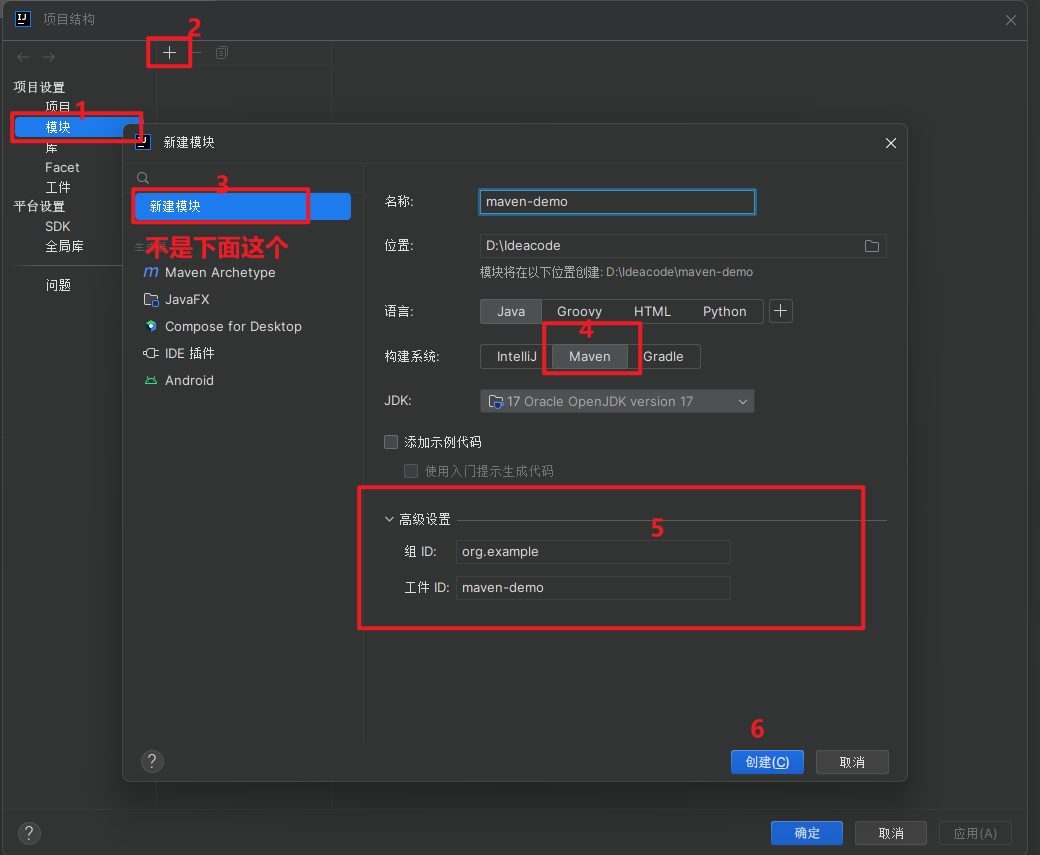 项目结构
2
项目设置
项目
1
模块
库
Facet
工件
平台设置
SDK
全局库
问题
新建模块
3
新建模块
不是下面这个
Maven Archetype
JavaFX
Compose for Desktop
IDE 插件
Android
名称: maven-demo
位置: D:\Ideacode
模块将在以下位置创建: D:\Ideacode\maven-demo
语言: Java Groovy HTML Python
4
构建系统: IntelliJ Maven Gradle
JDK: 17 Oracle OpenJDK version 17
添加示例代码
使用入门提示生成代码
高级设置
5
组 ID: org.example
工件 ID: maven-demo
6
? 创建(C) 取消
? 确定 取消 应用(A)